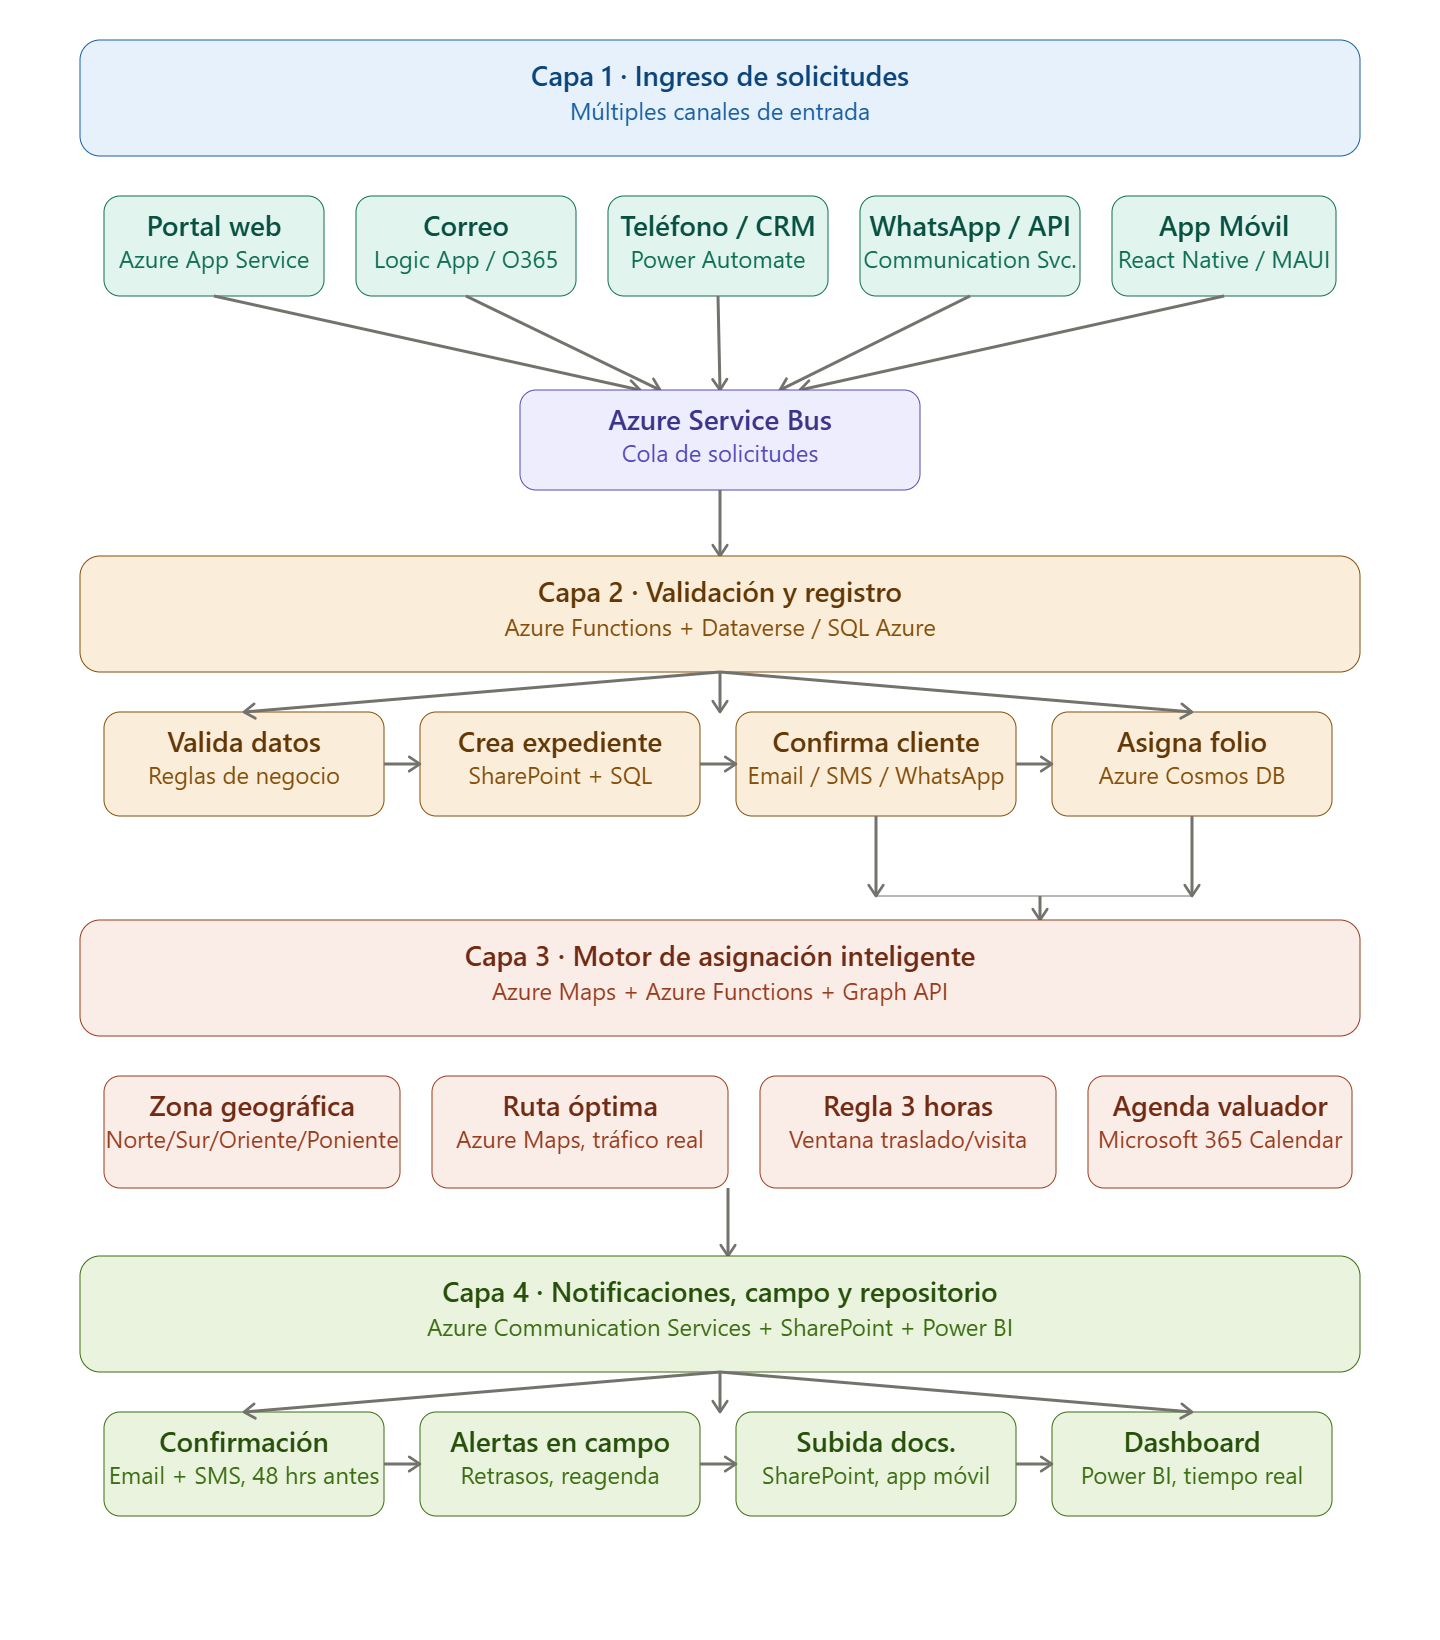 Capa 1 · Ingreso de solicitudes
Múltiples canales de entrada
Portal web
Azure App Service
Correo
Logic App / O365
Teléfono / CRM
Power Automate
WhatsApp / API
Communication Svc.
App Móvil
React Native / MAUI
Azure Service Bus
Cola de solicitudes
Capa 2 · Validación y registro
Azure Functions + Dataverse / SQL Azure
Valida datos
Reglas de negocio
Crea expediente
SharePoint + SQL
Confirma cliente
Email / SMS / WhatsApp
Asigna folio
Azure Cosmos DB
Capa 3 · Motor de asignación inteligente
Azure Maps + Azure Functions + Graph API
Zona geográfica
Norte/Sur/Oriente/Poniente
Ruta óptima
Azure Maps, tráfico real
Regla 3 horas
Ventana traslado/visita
Agenda valuador
Microsoft 365 Calendar
Capa 4 · Notificaciones, campo y repositorio
Azure Communication Services + SharePoint + Power BI
Confirmación
Email + SMS, 48 hrs antes
Alertas en campo
Retrasos, reagenda
Subida docs.
SharePoint, app móvil
Dashboard
Power BI, tiempo real